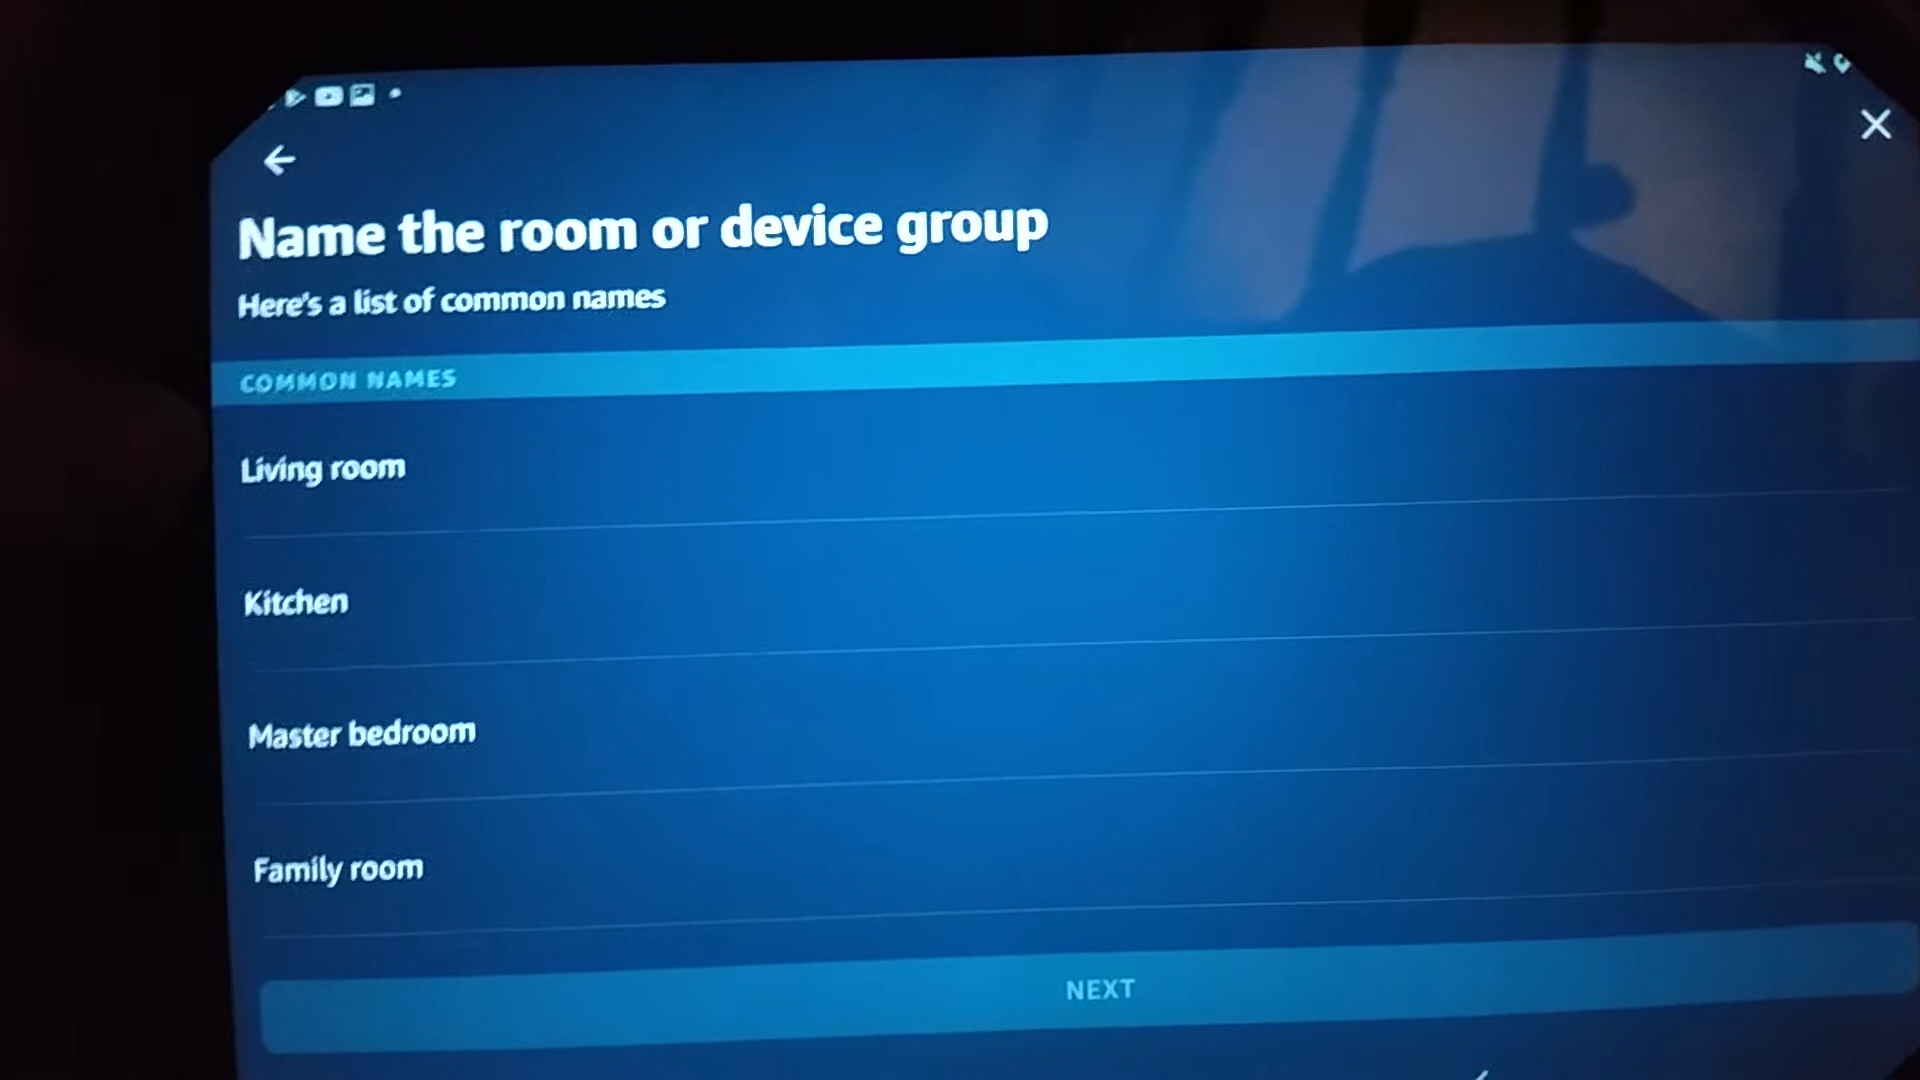 Name the room or device group
Here's a list of common names
COMMON NAMES
Living room
Kitchen
Master bedroom
Family room
NEXT